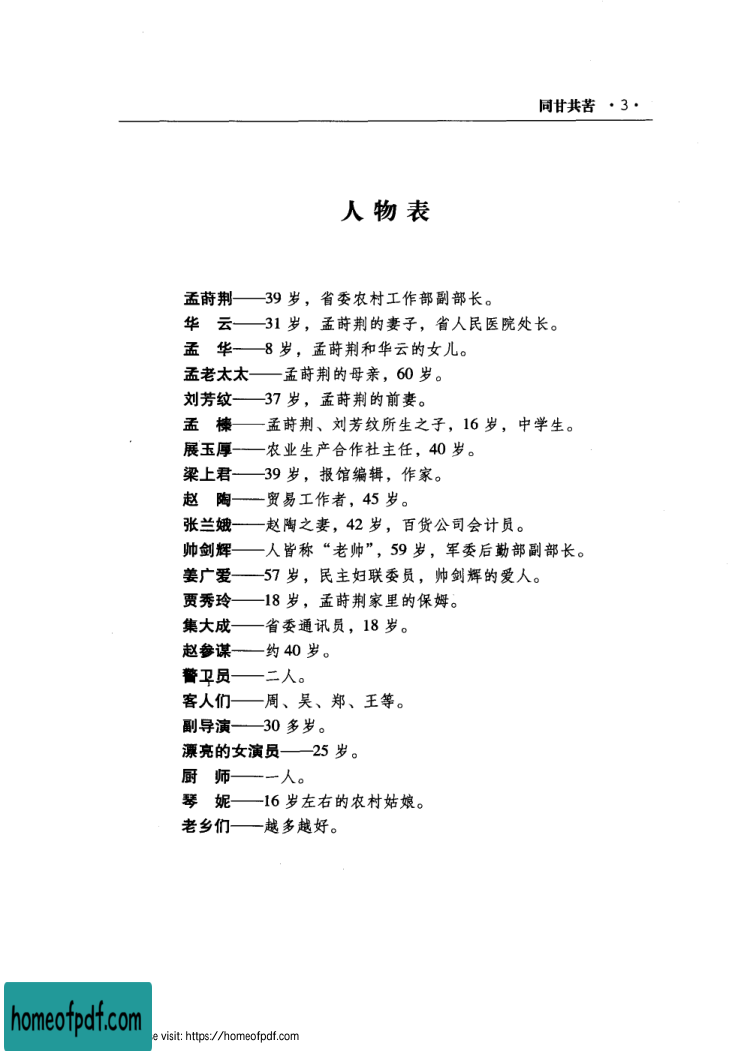 同甘共苦 ·3·
人物表
孟莳荆——39岁，省委农村工作部副部长。
华　云——31岁，孟莳荆的妻子，省人民医院处长。
孟　华——8岁，孟莳荆和华云的女儿。
孟老太太——孟莳荆的母亲，60岁。
刘芳纹——37岁，孟莳荆的前妻。
孟　榛——孟莳荆、刘芳纹所生之子，16岁，中学生。
展玉厚——农业生产合作社主任，40岁。
梁上君——39岁，报馆编辑，作家。
赵　陶——贸易工作者，45岁。
张兰娥——赵陶之妻，42岁，百货公司会计员。
帅剑辉——人皆称“老帅”，59岁，军委后勤部副部长。
姜广爱——57岁，民主妇联委员，帅剑辉的爱人。
贾秀玲——18岁，孟莳荆家里的保姆。
集大成——省委通讯员，18岁。
赵参谋——约40岁。
警卫员——二人。
客人们——周、吴、郑、王等。
副导演——30多岁。
漂亮的女演员——25岁。
厨　师——一人。
琴　妮——16岁左右的农村姑娘。
老乡们——越多越好。
homeofpdf.com
e visit: https://homeofpdf.com